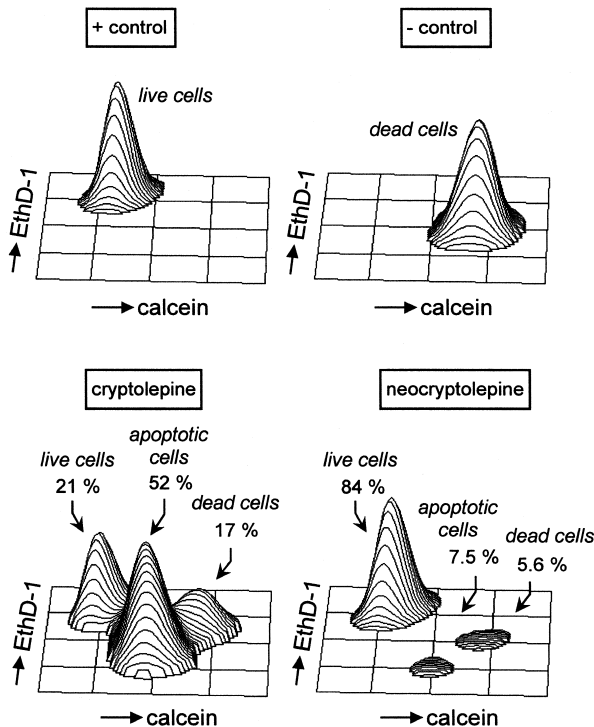 + control
- control
live cells
dead cells
EthD-1
EthD-1
calcein
calcein
cryptolepine
neocryptolepine
live cells
21 %
apoptotic
cells
52 %
dead cells
17 %
live cells
84 %
apoptotic
cells
7.5 %
dead cells
5.6 %
EthD-1
EthD-1
calcein
calcein